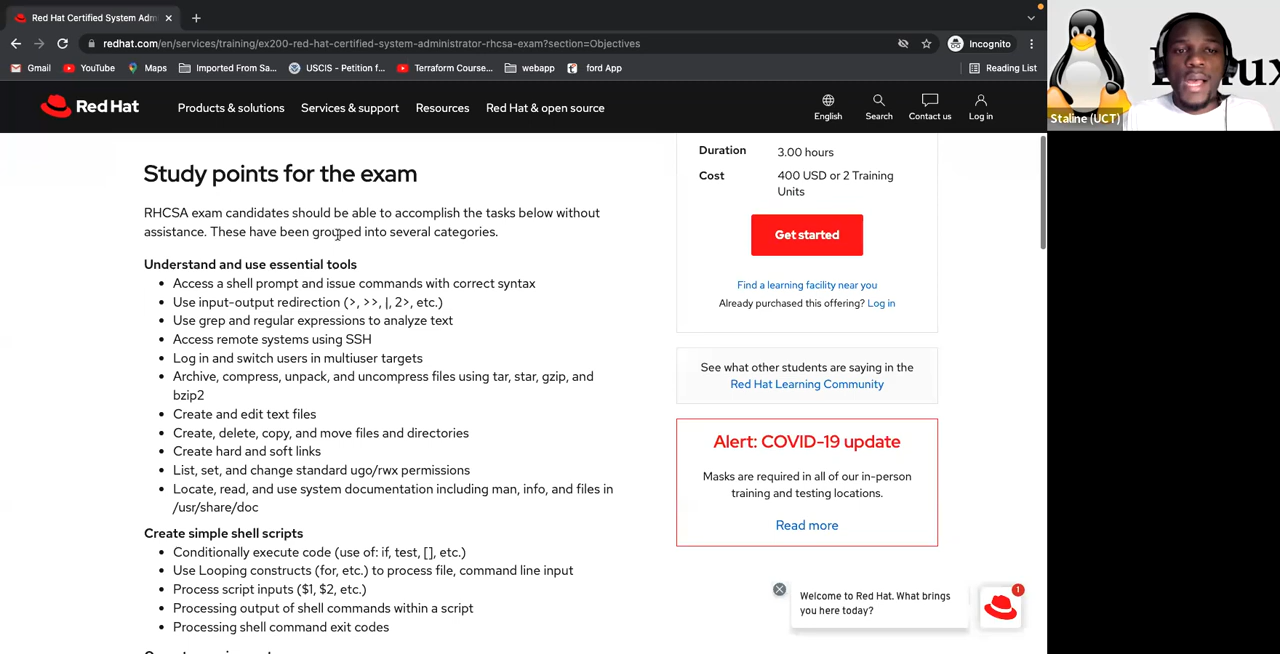 Red Hat Certified System Adm
redhat.com/en/services/training/ex200-red-hat-certified-system-administrator-rhcsa-exam?section=Objectives
Incognito
Gmail
YouTube
Maps
Imported From Sa...
USCIS - Petition f...
Terraform Course...
webapp
ford App
Reading List
Red Hat
Products & solutions
Services & support
Resources
Red Hat & open source
English
Search
Contact us
Log in
Staline (UCT)
Study points for the exam
RHCSA exam candidates should be able to accomplish the tasks below without
assistance. These have been grouped into several categories.
Understand and use essential tools
• Access a shell prompt and issue commands with correct syntax
• Use input-output redirection (>, >>, |, 2>, etc.)
• Use grep and regular expressions to analyze text
• Access remote systems using SSH
• Log in and switch users in multiuser targets
• Archive, compress, unpack, and uncompress files using tar, star, gzip, and
bzip2
• Create and edit text files
• Create, delete, copy, and move files and directories
• Create hard and soft links
• List, set, and change standard ugo/rwx permissions
• Locate, read, and use system documentation including man, info, and files in
/usr/share/doc
Create simple shell scripts
• Conditionally execute code (use of: if, test, [], etc.)
• Use Looping constructs (for, etc.) to process file, command line input
• Process script inputs ($1, $2, etc.)
• Processing output of shell commands within a script
• Processing shell command exit codes
Duration
3.00 hours
Cost
400 USD or 2 Training
Units
Get started
Find a learning facility near you
Already purchased this offering? Log in
See what other students are saying in the
Red Hat Learning Community
Alert: COVID-19 update
Masks are required in all of our in-person
training and testing locations.
Read more
Welcome to Red Hat. What brings
you here today?
1